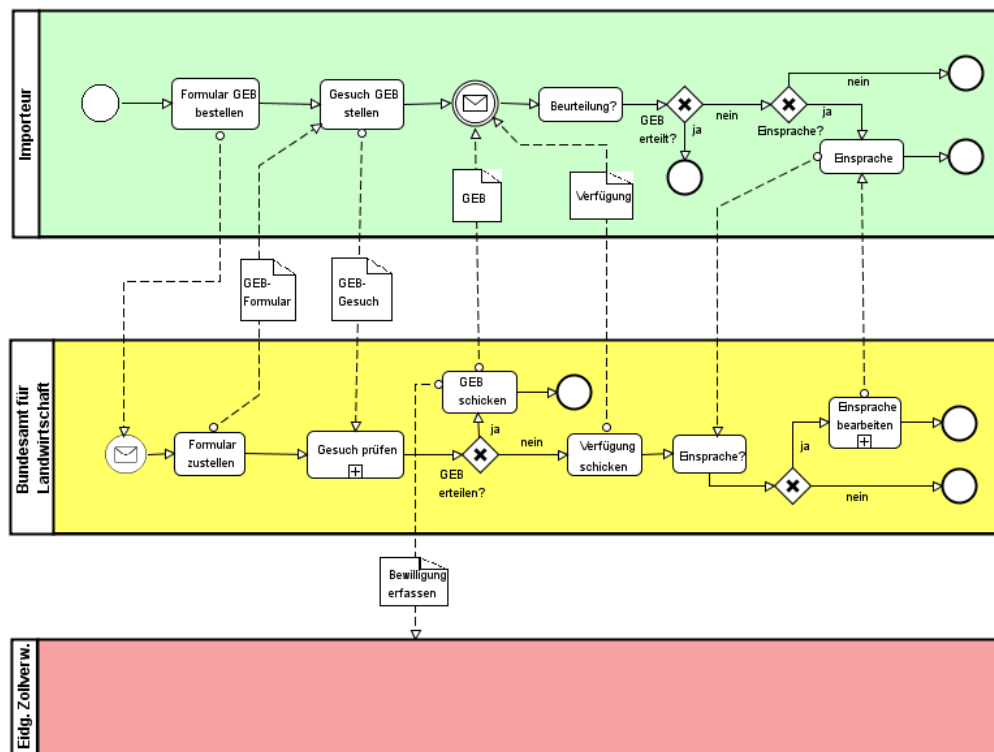 Importeur
Formular GEB
bestellen
Gesuch GEB
stellen
Beurteilung?
GEB
erteilt?
nein
ja
Einsprache?
nein
ja
Einsprache
GEB
Verfügung
GEB-
Formular
GEB-
Gesuch
Bundesamt für
Landwirtschaft
Formular
zustellen
Gesuch prüfen
GEB
schicken
ja
nein
GEB
erteilen?
Verfügung
schicken
Einsprache?
ja
nein
Einsprache
bearbeiten
Bewilligung
erfassen
Eidg. Zollverw.